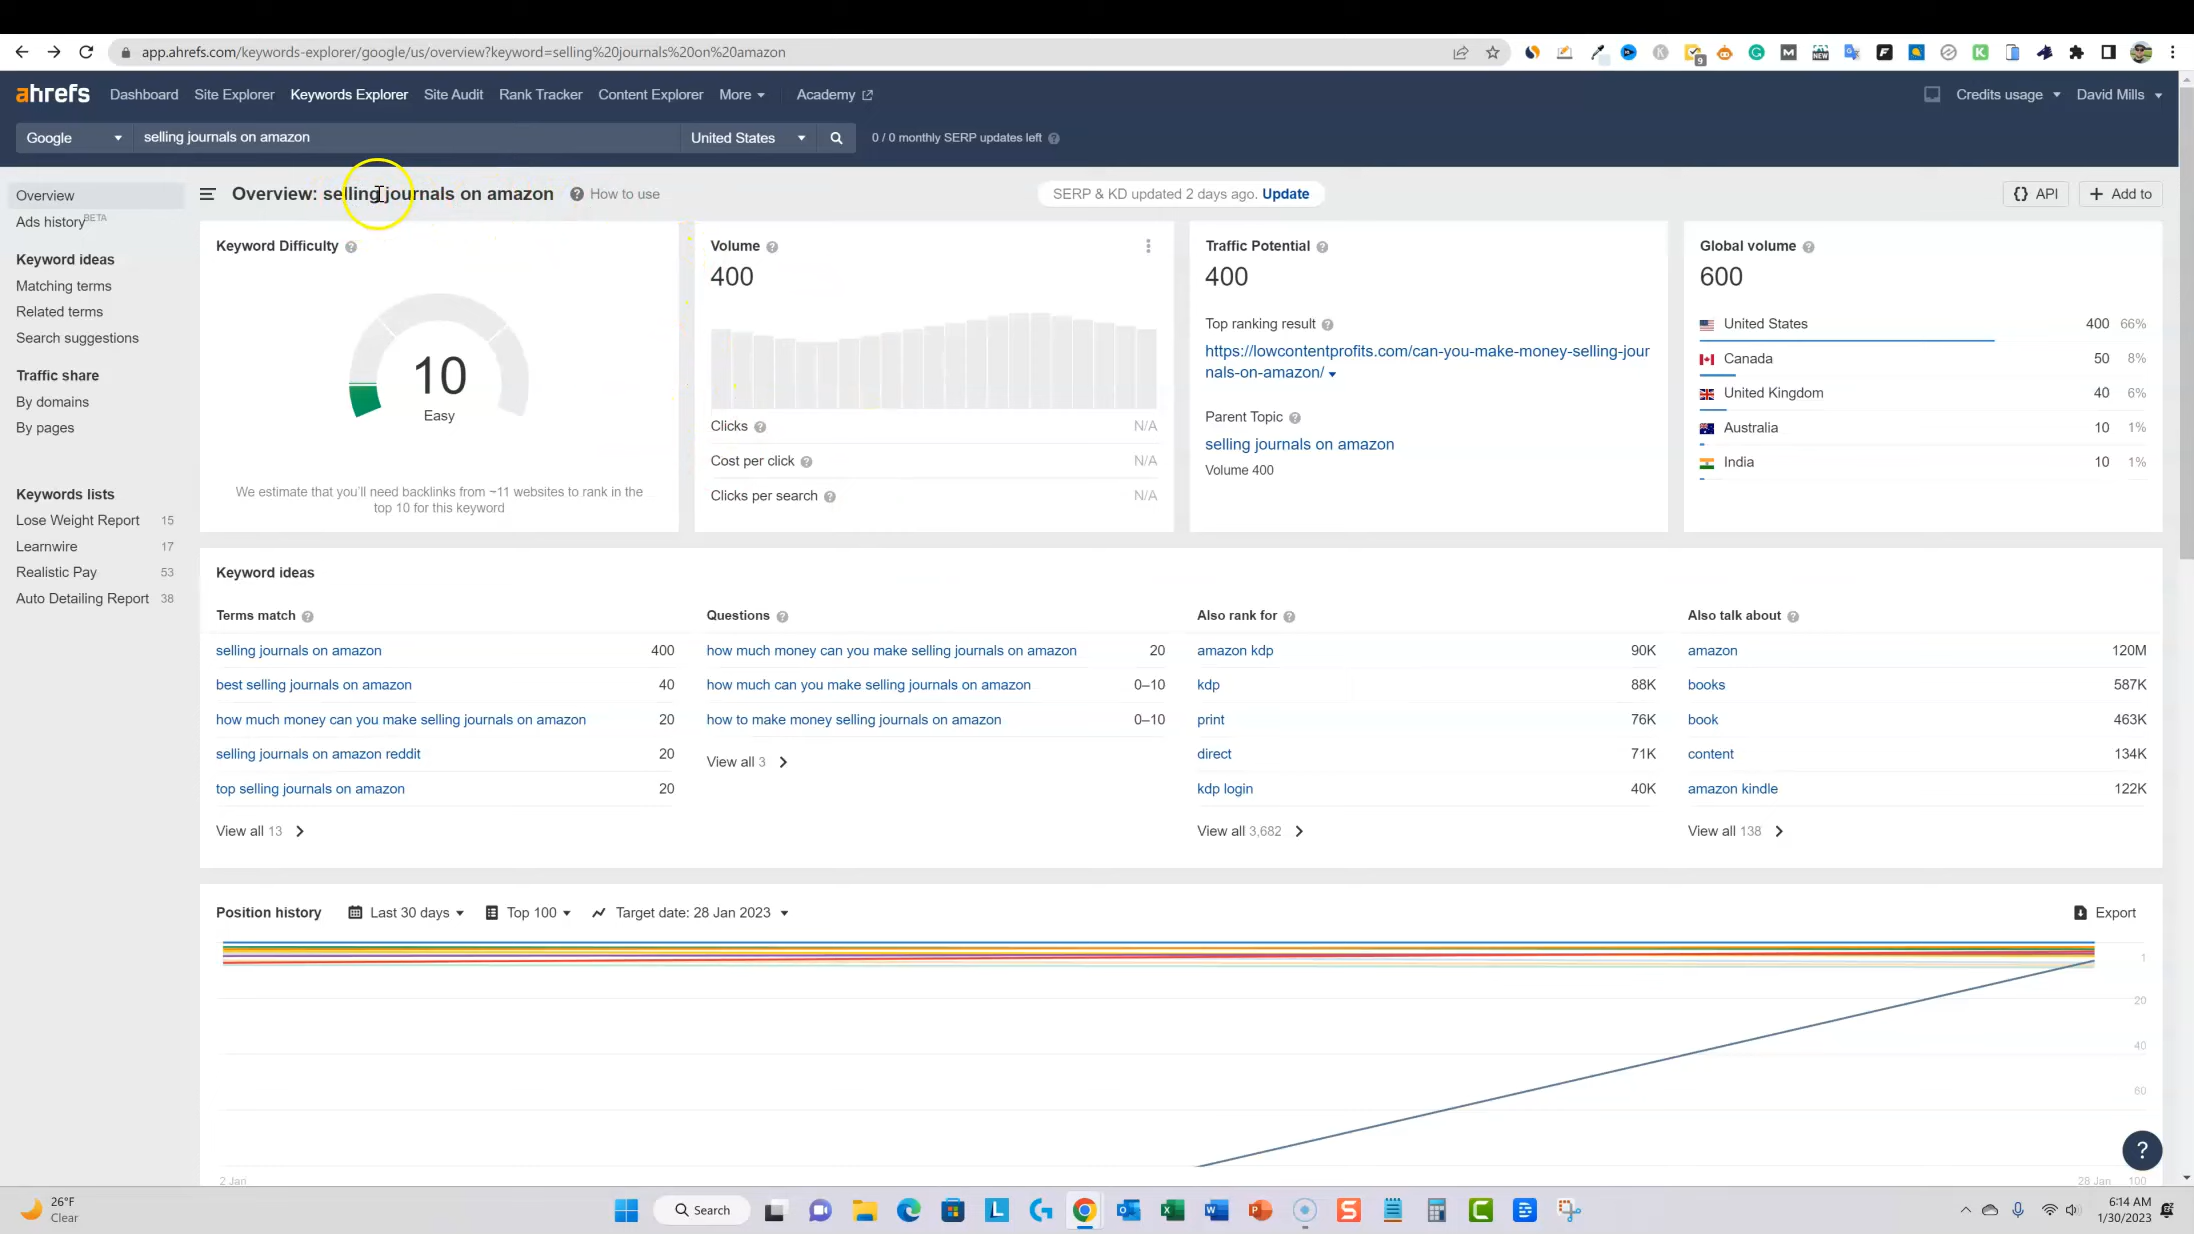 app.ahrefs.com/keywords-explorer/google/us/overview?keyword=selling%20journals%20on%20amazon
ahrefs Dashboard Site Explorer Keywords Explorer Site Audit Rank Tracker Content Explorer More Academy Credits usage David Mills
Google selling journals on amazon United States 0 / 0 monthly SERP updates left
Overview
Ads history BETA
Keyword ideas
Matching terms
Related terms
Search suggestions
Traffic share
By domains
By pages
Keywords lists
Lose Weight Report 15
Learnwire 17
Realistic Pay 53
Auto Detailing Report 38
Overview: selling journals on amazon How to use SERP & KD updated 2 days ago. Update API + Add to
Keyword Difficulty
10
Easy
We estimate that you'll need backlinks from ~11 websites to rank in the
top 10 for this keyword
Volume
400
Clicks N/A
Cost per click N/A
Clicks per search N/A
Traffic Potential
400
Top ranking result
https://lowcontentprofits.com/can-you-make-money-selling-jour
nals-on-amazon/
Parent Topic
selling journals on amazon
Volume 400
Global volume
600
United States 400 66%
Canada 50 8%
United Kingdom 40 6%
Australia 10 1%
India 10 1%
Keyword ideas
Terms match
selling journals on amazon 400
best selling journals on amazon 40
how much money can you make selling journals on amazon 20
selling journals on amazon reddit 20
top selling journals on amazon 20
View all 13
Questions
how much money can you make selling journals on amazon 20
how much can you make selling journals on amazon 0–10
how to make money selling journals on amazon 0–10
View all 3
Also rank for
amazon kdp 90K
kdp 88K
print 76K
direct 71K
kdp login 40K
View all 3,682
Also talk about
amazon 120M
books 587K
book 463K
content 134K
amazon kindle 122K
View all 138
Position history Last 30 days Top 100 Target date: 28 Jan 2023 Export
1
20
40
60
2 Jan 28 Jan 100
?
26°F
Clear
Search
6:14 AM
1/30/2023